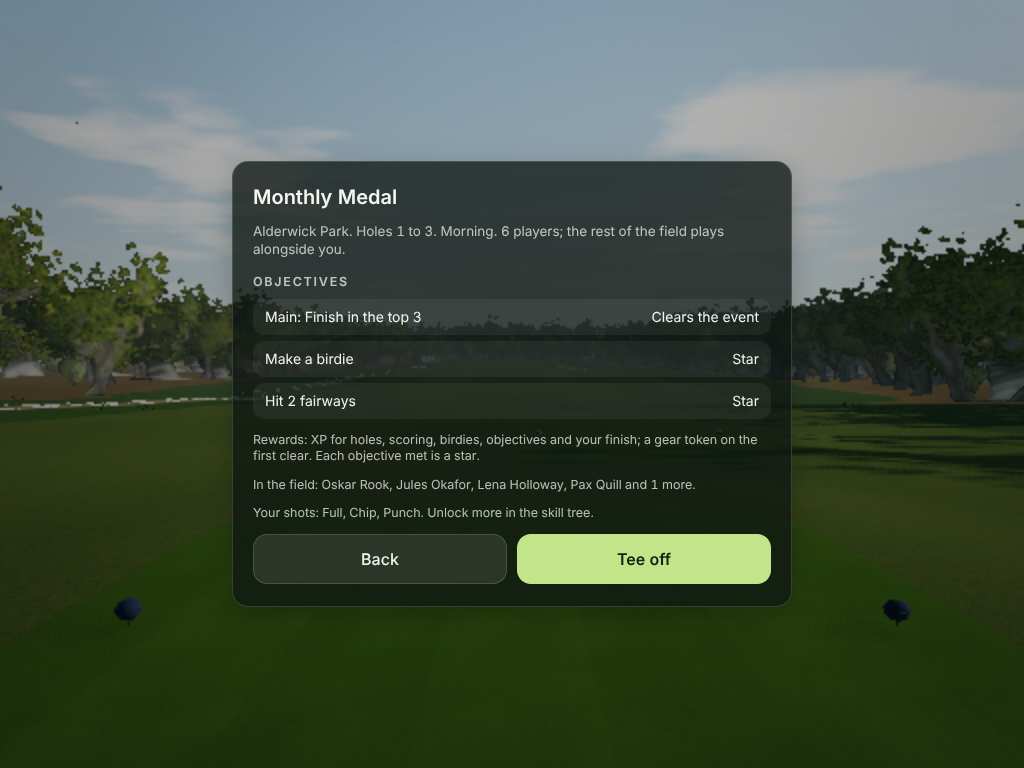 Monthly Medal
Alderwick Park. Holes 1 to 3. Morning. 6 players; the rest of the field plays
alongside you.
OBJECTIVES
Main: Finish in the top 3 Clears the event
Make a birdie Star
Hit 2 fairways Star
Rewards: XP for holes, scoring, birdies, objectives and your finish; a gear token on the
first clear. Each objective met is a star.
In the field: Oskar Rook, Jules Okafor, Lena Holloway, Pax Quill and 1 more.
Your shots: Full, Chip, Punch. Unlock more in the skill tree.
Back Tee off